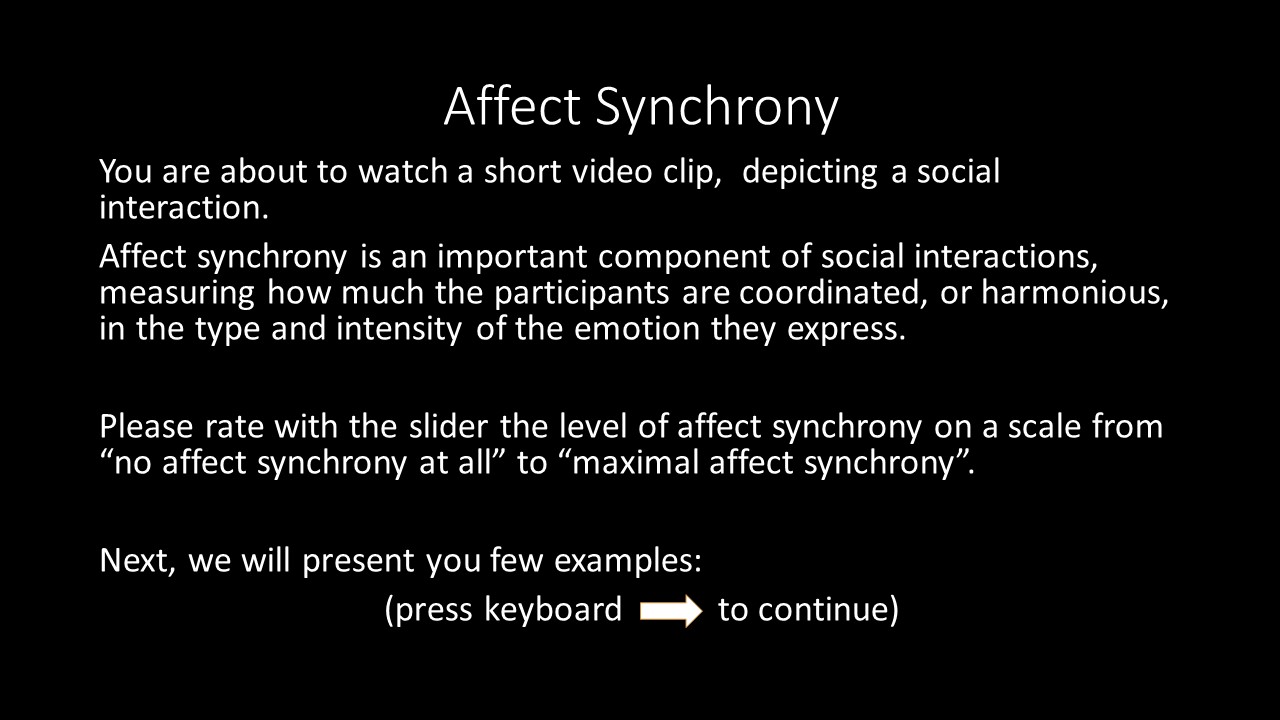 Affect Synchrony
You are about to watch a short video clip,  depicting a social
interaction.
Affect synchrony is an important component of social interactions,
measuring how much the participants are coordinated, or harmonious,
in the type and intensity of the emotion they express.
Please rate with the slider the level of affect synchrony on a scale from
“no affect synchrony at all” to “maximal affect synchrony”.
Next, we will present you few examples:
(press keyboard to continue)